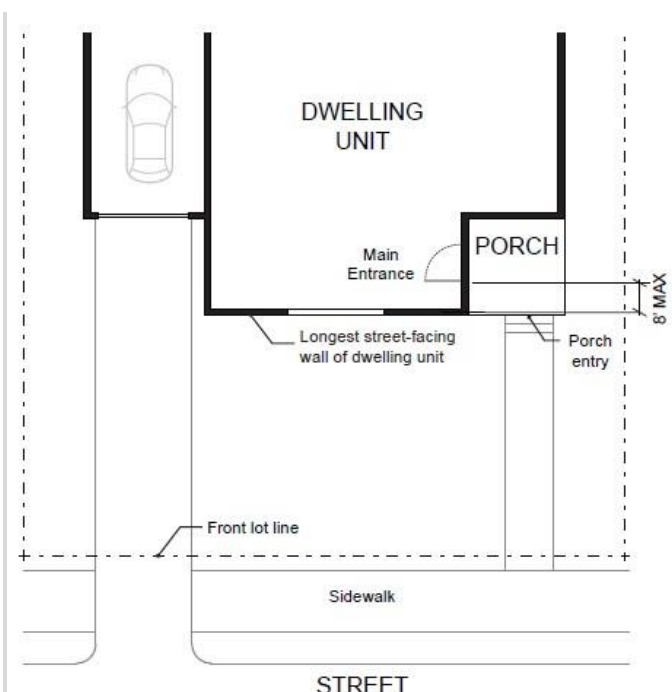 DWELLING
UNIT
Main
Entrance
PORCH
8' MAX
Longest street-facing
wall of dwelling unit
Porch
entry
Front lot line
Sidewalk
STREET